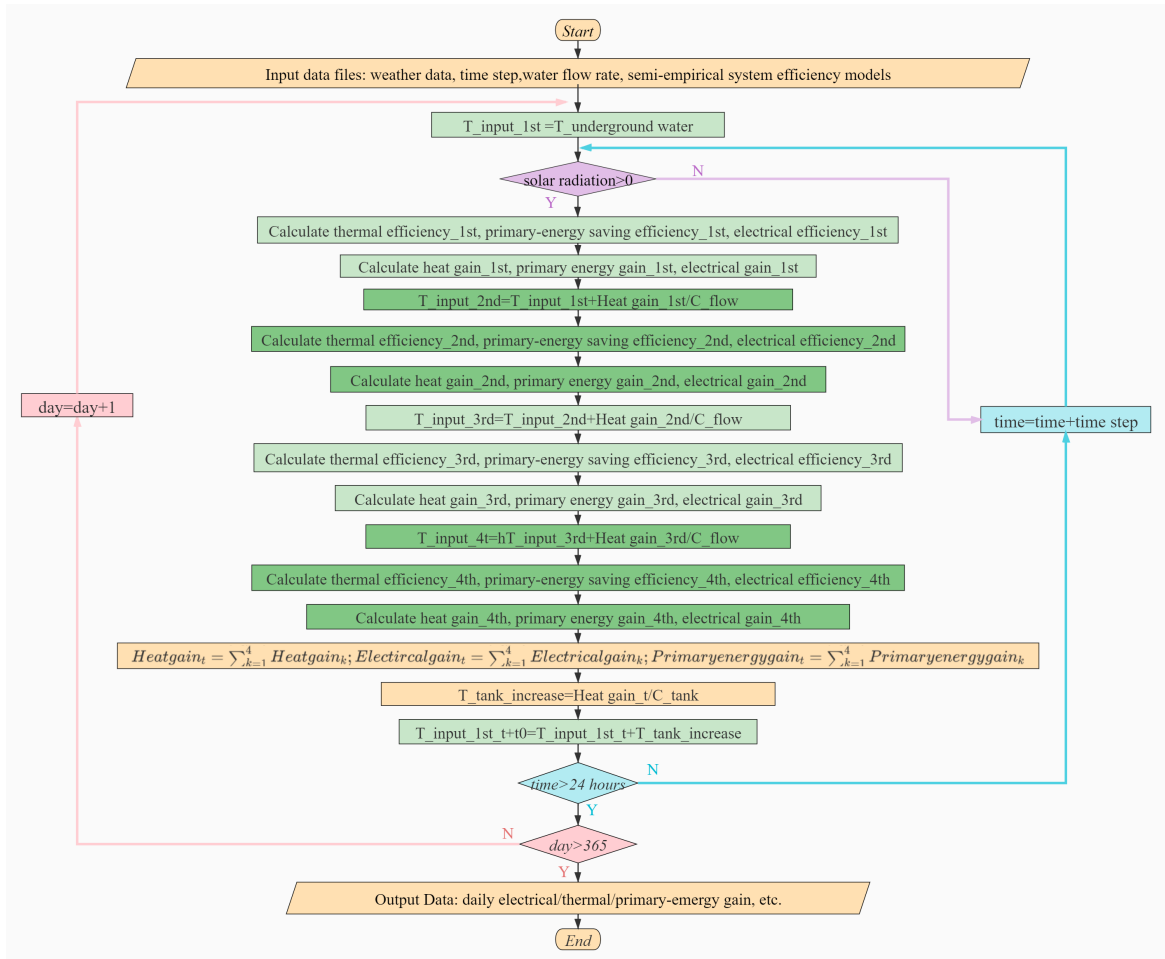 Start
Input data files: weather data, time step,water flow rate, semi-empirical system efficiency models
T_input_1st =T_underground water
solar radiation>0
N
Y
Calculate thermal efficiency_1st, primary-energy saving efficiency_1st, electrical efficiency_1st
Calculate heat gain_1st, primary energy gain_1st, electrical gain_1st
T_input_2nd=T_input_1st+Heat gain_1st/C_flow
Calculate thermal efficiency_2nd, primary-energy saving efficiency_2nd, electrical efficiency_2nd
Calculate heat gain_2nd, primary energy gain_2nd, electrical gain_2nd
day=day+1
T_input_3rd=T_input_2nd+Heat gain_2nd/C_flow
time=time+time step
Calculate thermal efficiency_3rd, primary-energy saving efficiency_3rd, electrical efficiency_3rd
Calculate heat gain_3rd, primary energy gain_3rd, electrical gain_3rd
T_input_4t=hT_input_3rd+Heat gain_3rd/C_flow
Calculate thermal efficiency_4th, primary-energy saving efficiency_4th, electrical efficiency_4th
Calculate heat gain_4th, primary energy gain_4th, electrical gain_4th
Heatgain_t = ∑_{k=1}^{4} Heatgain_k; Electircalgain_t = ∑_{k=1}^{4} Electricalgain_k; Primaryenergygain_t = ∑_{k=1}^{4} Primaryenergygain_k
T_tank_increase=Heat gain_t/C_tank
T_input_1st_t+t0=T_input_1st_t+T_tank_increase
time>24 hours
N
Y
N
day>365
Y
Output Data: daily electrical/thermal/primary-emergy gain, etc.
End